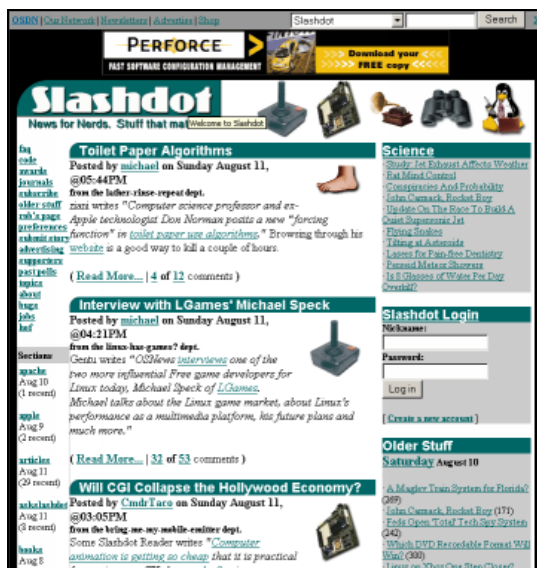 OSDN | Our Network | Newsletters | Advertise | Shop
Slashdot
Search
PERFORCE
FAST SOFTWARE CONFIGURATION MANAGEMENT
Download your <<<
>>>>> FREE copy <<<<
Slashdot
News for Nerds. Stuff that mat
Welcome to Slashdot
faq
code
awards
journals
subscribe
older stuff
rob's page
preferences
submit story
advertising
supporters
past polls
topics
about
bugs
jobs
hof
Sections
apache
Aug 10
(1 recent)
apple
Aug 9
(2 recent)
articles
Aug 11
(29 recent)
askslashdot
Aug 11
(8 recent)
books
Aug 8
Toilet Paper Algorithms
Posted by michael on Sunday August 11,
@05:44PM
from the lather-rinse-repeat dept.
writes "Computer science professor and ex-
Apple technologist Don Norman posits a new "forcing
function" in toilet paper use algorithms." Browsing through his
website is a good way to kill a couple of hours.
( Read More... | 4 of 12 comments )
Interview with LGames' Michael Speck
Posted by michael on Sunday August 11,
@04:21PM
from the linux-has-games? dept.
Gentu writes "OSNews interviews one of the
two more influential Free game developers for
Linux today, Michael Speck of LGames.
Michael talks about the Linux game market, about Linux's
performance as a multimedia platform, his future plans and
much more."
( Read More... | 32 of 53 comments )
Will CGI Collapse the Hollywood Economy?
Posted by CmdrTaco on Sunday August 11,
@03:05PM
from the bring-me-my-mobile-emitter dept.
Some Slashdot Reader writes "Computer
animation is getting so cheap that it is practical
Science
- Study: Jet Exhaust Affects Weather
- Rat Mind Control
- Conspiracies And Probability
- John Carmack, Rocket Boy
- Update On The Race To Build A
Quiet Supersonic Jet
- Flying Snakes
- Tilting at Asteroids
- Lasers for Pain-free Dentistry
- Perseid Meteor Showers
- Is 8 Glasses of Water Per Day
Overkill?
Slashdot Login
Nickname:
Password:
Log in
[ Create a new account ]
Older Stuff
Saturday August 10
- A Maglev Train System for Florida?
(269)
- John Carmack, Rocket Boy (171)
- Feds Open 'Total' Tech Spy System
(242)
- Which DVD Recordable Format Will
Win? (300)